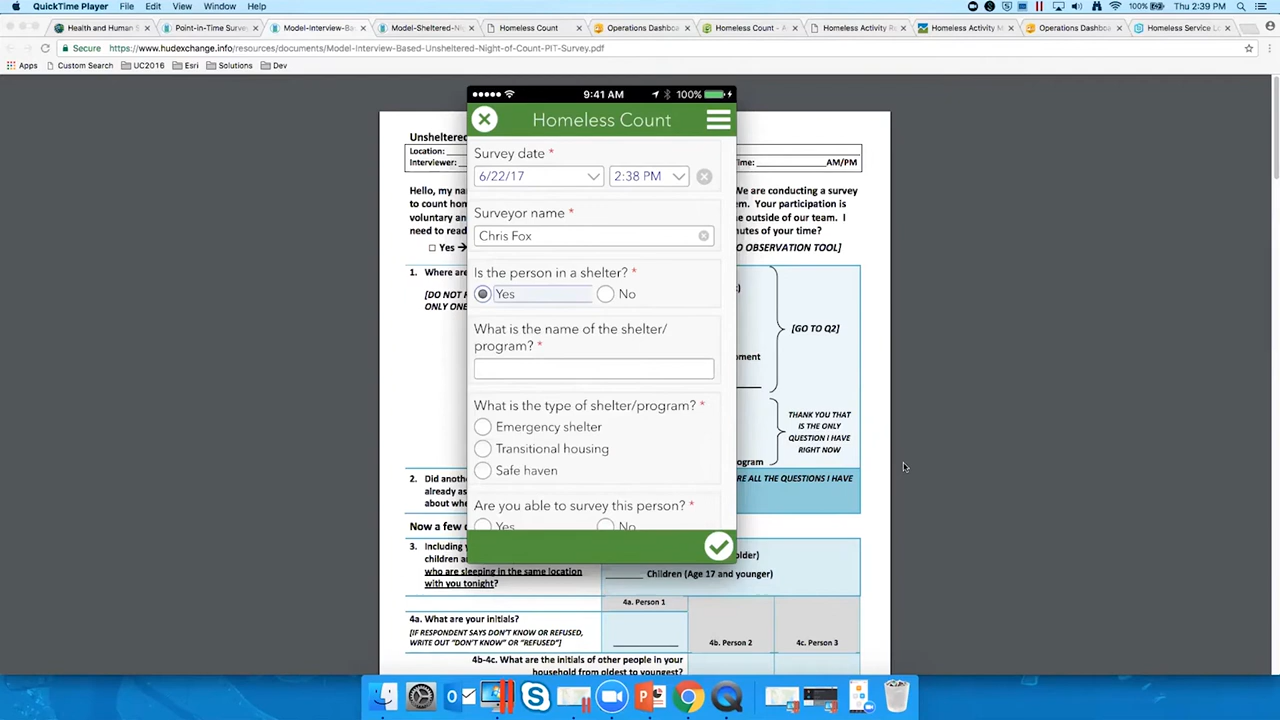 QuickTime Player File Edit View Window Help 100% Thu 2:39 PM
Health and Human S Point-in-Time Survey Model-Interview-Bas Model-Sheltered-Ni Homeless Count Operations Dashboa Homeless Count - A Homeless Activity Ru Homeless Activity M Operations Dashbo Homeless Service L
Secure https://www.hudexchange.info/resources/documents/Model-Interview-Based-Unsheltered-Night-of-Count-PIT-Survey.pdf
Apps Custom Search UC2016 Esri Solutions Dev
9:41 AM 100%
Homeless Count
Survey date *
6/22/17 2:38 PM
Surveyor name *
Chris Fox
Is the person in a shelter? *
Yes No
What is the name of the shelter/
program? *
What is the type of shelter/program? *
Emergency shelter
Transitional housing
Safe haven
Are you able to survey this person? *
Yes No
Unsheltered
Location: Time: AM/PM
Interviewer:
Hello, my na We are conducting a survey
to count hom em. Your participation is
voluntary an e outside of our team. I
need to read nutes of your time?
Yes O OBSERVATION TOOL]
1. Where are
[DO NOT
ONLY ONE
[GO TO Q2]
ment
THANK YOU THAT
IS THE ONLY
QUESTION I HAVE
RIGHT NOW
ogram
2. Did anoth RE ALL THE QUESTIONS I HAVE
already as
about whe
Now a few q
3. Including older)
children an
who are sleeping in the same location Children (Age 17 and younger)
with you tonight?
4a. Person 1
4a. What are your initials?
[IF RESPONDENT SAYS DON'T KNOW OR REFUSED,
WRITE OUT "DON'T KNOW" OR "REFUSED"] 4b. Person 2 4c. Person 3
4b-4c. What are the initials of other people in your
household from oldest to youngest?